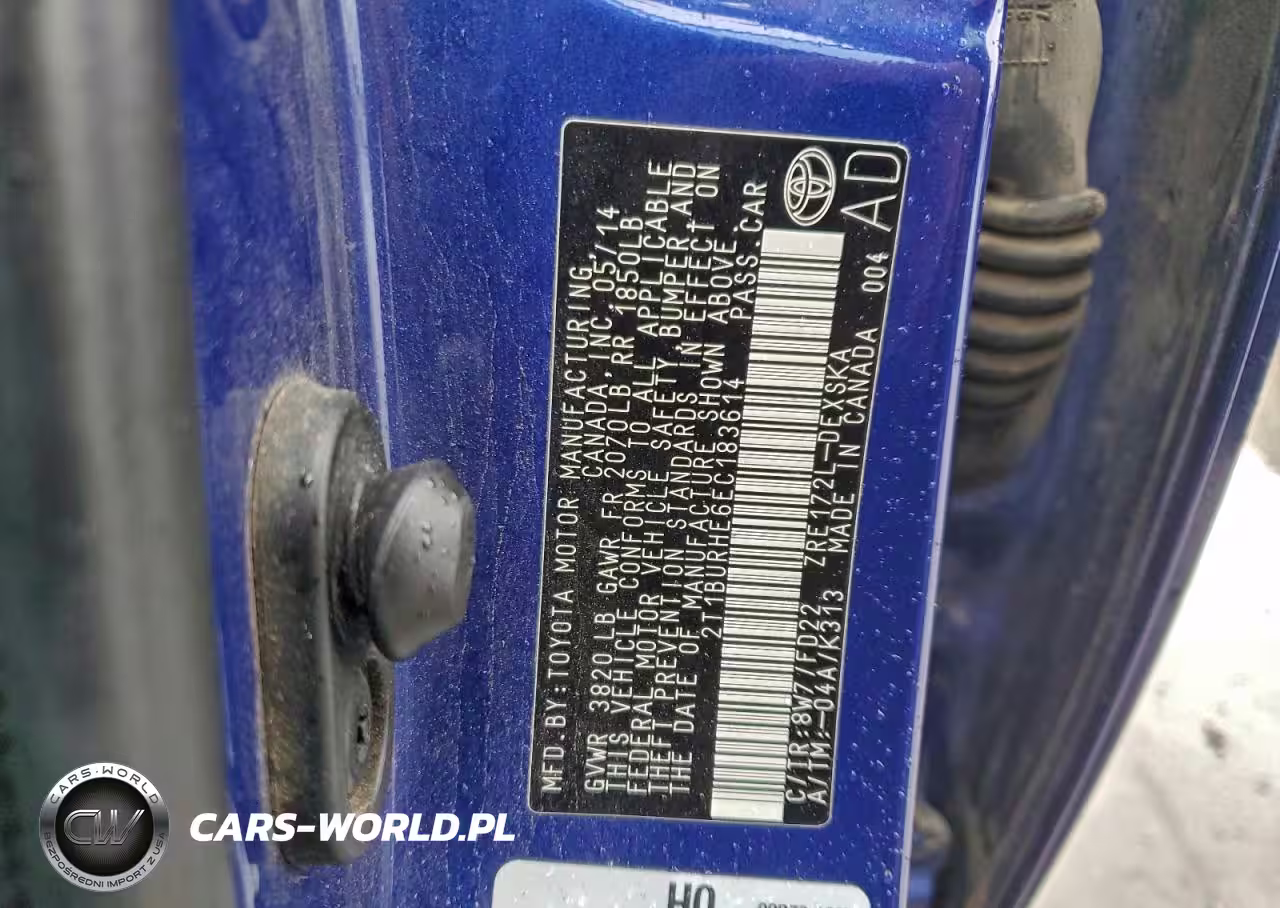 MFD.BY:TOYOTA MOTOR MANUFACTURING
CANADA,INC. 05/14
GVWR 3820LB GAWR FR 2070LB,RR 1850LB
THIS VEHICLE CONFORMS TO ALL APPLICABLE
FEDERAL MOTOR VEHICLE SAFETY, BUMPER, AND
THEFT PREVENTION STANDARDS IN EFFECT ON
THE DATE OF MANUFACTURE SHOWN ABOVE.
2T1BURHE6EC183614 PASS.CAR
C/TR:8W7/FD22 ZRE172L-DEXSKA
A/TM:-04A/K313 MADE IN CANADA 004
AD
HO
CARS-WORLD
CW
BEZPOŚREDNI IMPORT Z USA
CARS-WORLD.PL